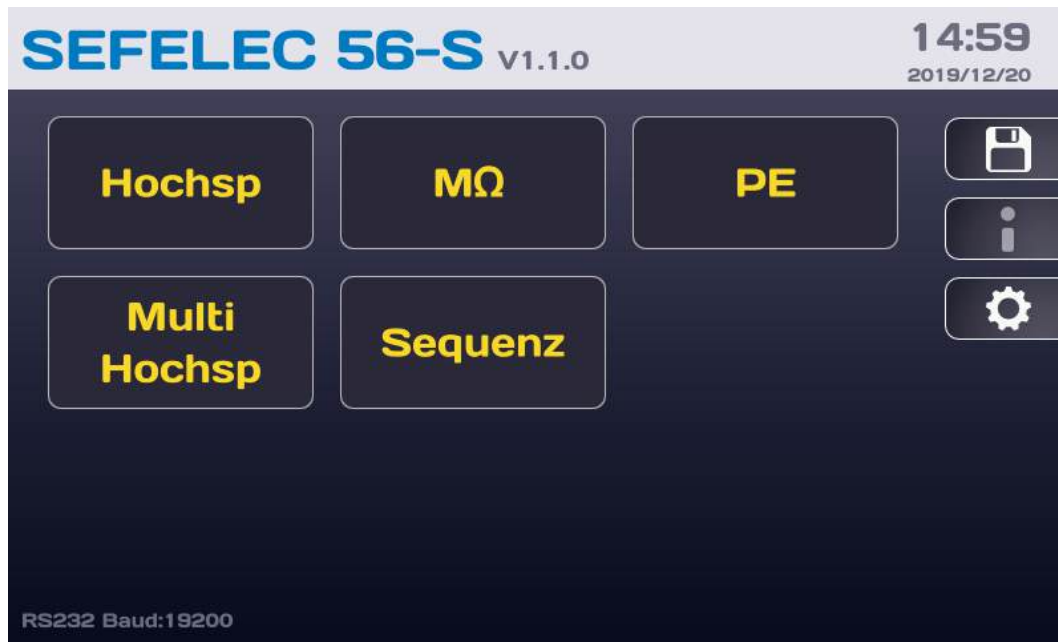 SEFELEC 56-S V1.1.0
14:59
2019/12/20
Hochsp
MΩ
PE
Multi
Hochsp
Sequenz
RS232 Baud:19200